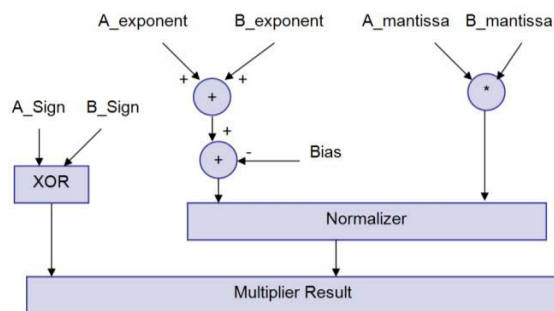 A_exponent B_exponent A_mantissa B_mantissa
+ +
+ *
A_Sign B_Sign +
- Bias
+
XOR
Normalizer
Multiplier Result